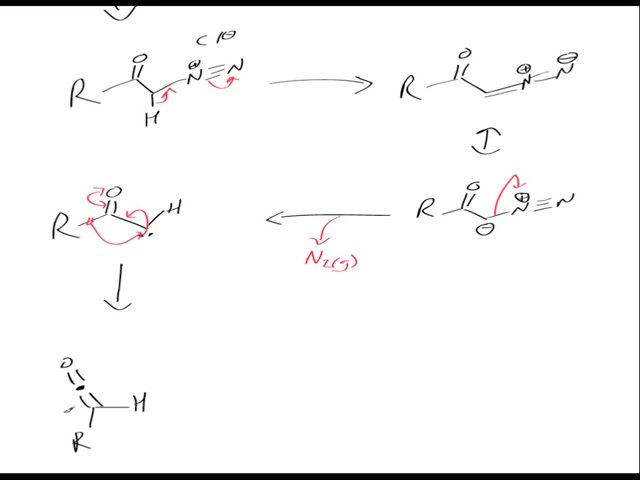 Cl⊖
O ⊕ N≡N
R H
O ⊕ N=N ⊖
R
O ⊕ N≡N
R ⊖
O H
R
N₂(g)
O
H
R